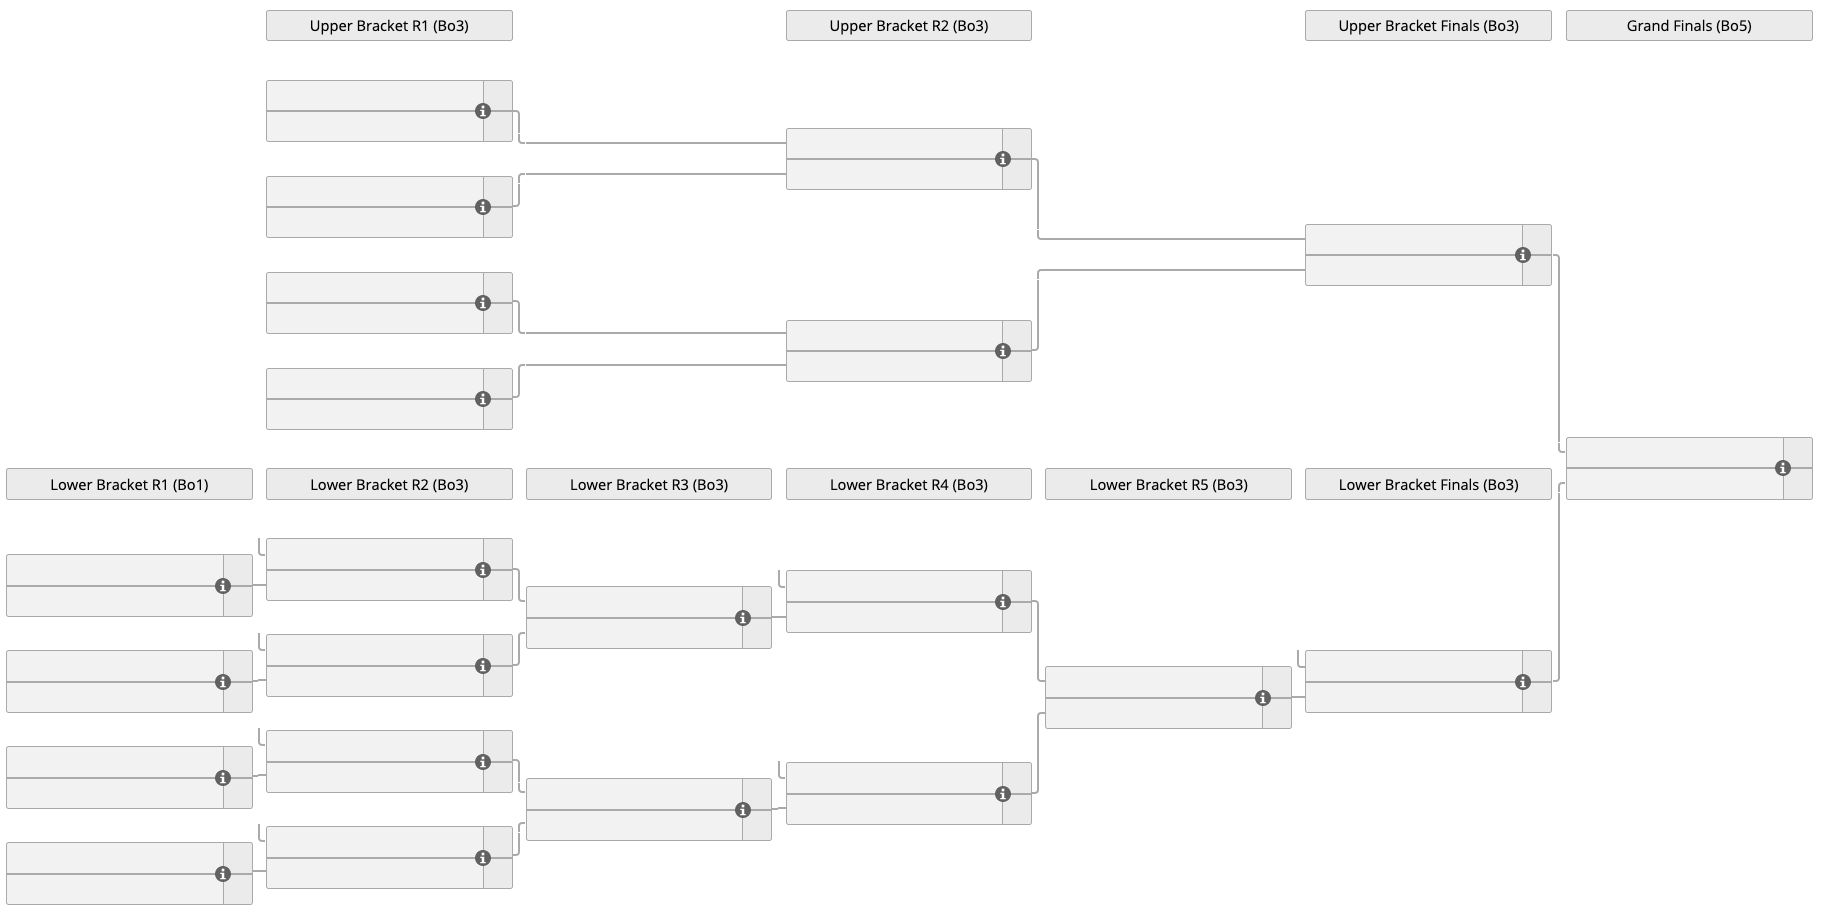 Upper Bracket R1 (Bo3)
Upper Bracket R2 (Bo3)
Upper Bracket Finals (Bo3)
Grand Finals (Bo5)
Lower Bracket R1 (Bo1)
Lower Bracket R2 (Bo3)
Lower Bracket R3 (Bo3)
Lower Bracket R4 (Bo3)
Lower Bracket R5 (Bo3)
Lower Bracket Finals (Bo3)